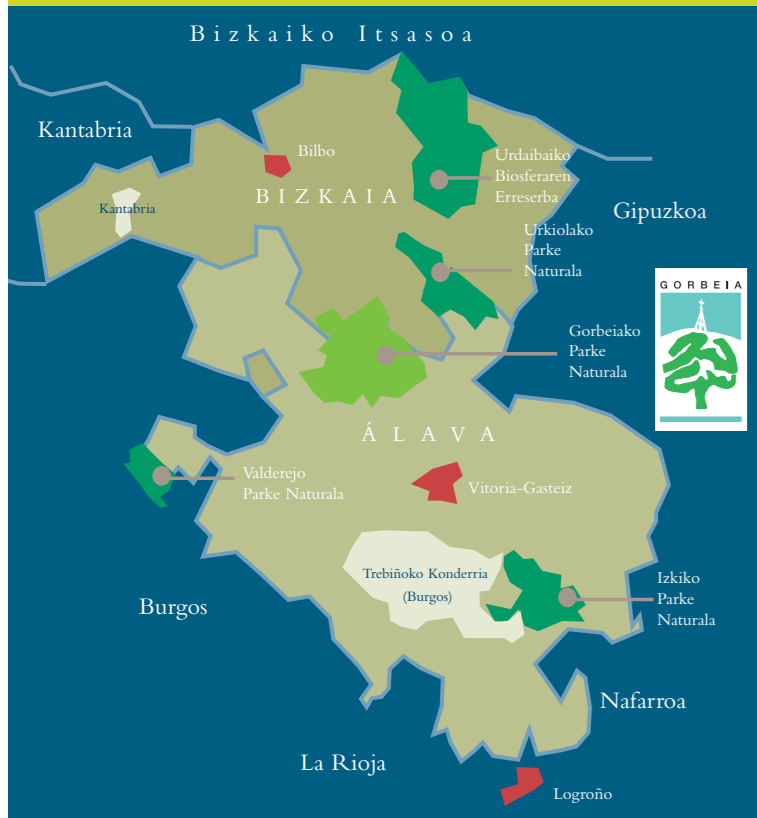 Bizkaiko Itsasoa
Kantabria
Bilbo
Urdaibaiko
Biosferaren
Erreserba
BIZKAIA
Kantabria
Gipuzkoa
Urkiolako
Parke
Naturala
GORBEIA
Gorbeiako
Parke
Naturala
ÁLAVA
Valderejo
Parke Naturala
Vitoria-Gasteiz
Trebiñoko Konderria
(Burgos)
Izkiko
Parke
Naturala
Burgos
Nafarroa
La Rioja
Logroño